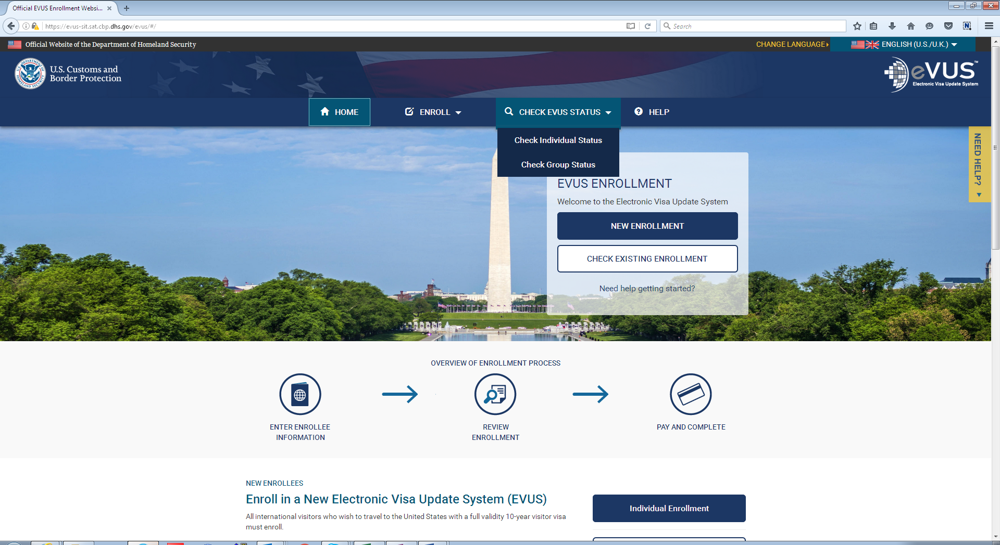 Official EVUS Enrollment Websi...
https://evus-sit.sat.cbp.dhs.gov/evus/#/
Search
Official Website of the Department of Homeland Security
CHANGE LANGUAGE
ENGLISH (U.S./U.K.)
U.S. DEPARTMENT OF HOMELAND SECURITY
U.S. Customs and
Border Protection
eVUS™
Electronic Visa Update System
HOME
ENROLL
CHECK EVUS STATUS
HELP
Check Individual Status
Check Group Status
NEED HELP?
EVUS ENROLLMENT
Welcome to the Electronic Visa Update System
NEW ENROLLMENT
CHECK EXISTING ENROLLMENT
Need help getting started?
OVERVIEW OF ENROLLMENT PROCESS
ENTER ENROLLEE
INFORMATION
REVIEW
ENROLLMENT
PAY AND COMPLETE
NEW ENROLLEES
Enroll in a New Electronic Visa Update System (EVUS)
All international visitors who wish to travel to the United States with a full validity 10-year visitor visa
must enroll.
Individual Enrollment